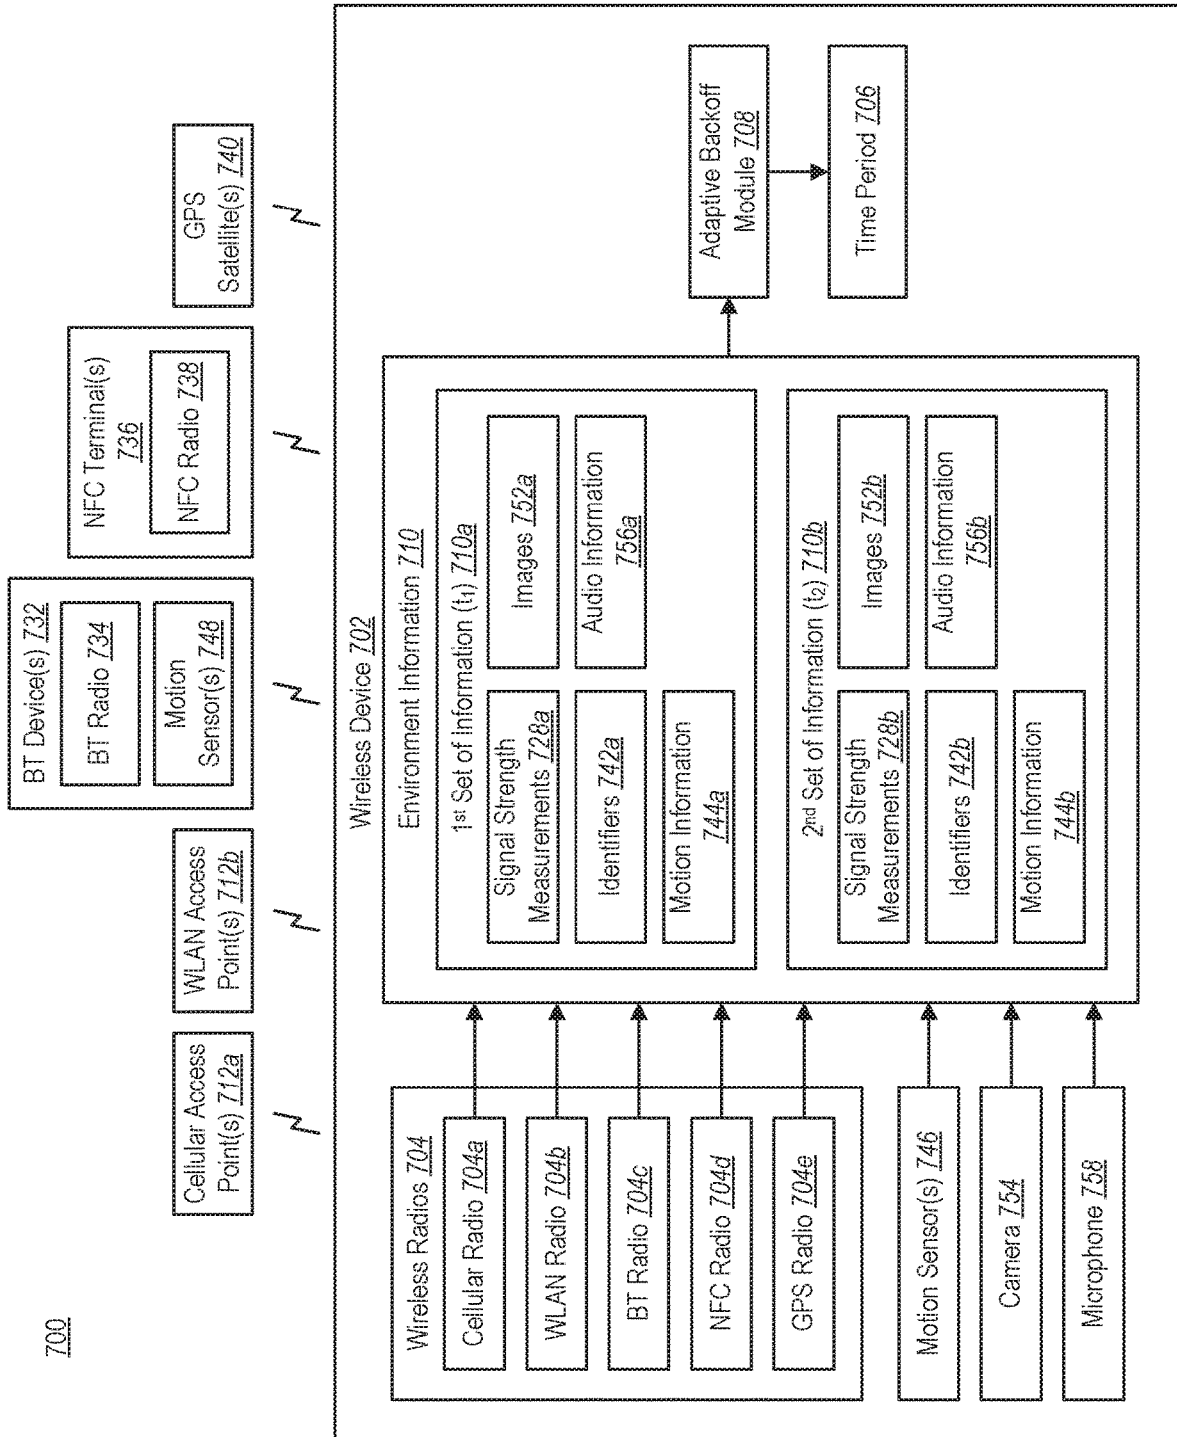 700
Cellular Access
Point(s) 712a
WLAN Access
Point(s) 712b
BT Device(s) 732
BT Radio 734
Motion
Sensor(s) 748
NFC Terminal(s)
736
NFC Radio 738
GPS
Satellite(s) 740
Wireless Device 702
Wireless Radios 704
Cellular Radio 704a
WLAN Radio 704b
BT Radio 704c
NFC Radio 704d
GPS Radio 704e
Motion Sensor(s) 746
Camera 754
Microphone 758
Environment Information 710
1st Set of Information (t1) 710a
Signal Strength
Measurements 728a
Identifiers 742a
Motion Information
744a
Images 752a
Audio Information
756a
2nd Set of Information (t2) 710b
Signal Strength
Measurements 728b
Identifiers 742b
Motion Information
744b
Images 752b
Audio Information
756b
Adaptive Backoff
Module 708
Time Period 706